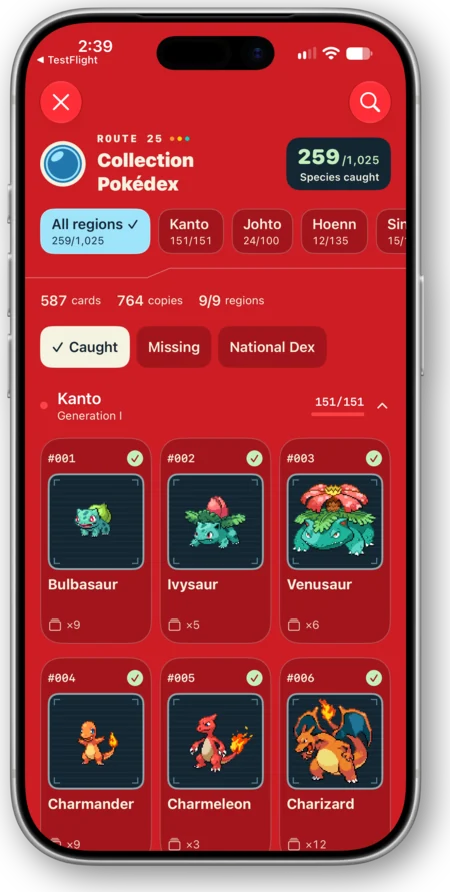 2:39
◀ TestFlight
ROUTE 25
Collection
Pokédex
259/1,025
Species caught
All regions ✓
259/1,025
Kanto
151/151
Johto
24/100
Hoenn
12/135
Sin
15/
587 cards 764 copies 9/9 regions
✓ Caught
Missing
National Dex
Kanto
Generation I
151/151
#001
#002
#003
Bulbasaur
Ivysaur
Venusaur
×9
×5
×6
#004
#005
#006
Charmander
Charmeleon
Charizard
×9
×3
×12